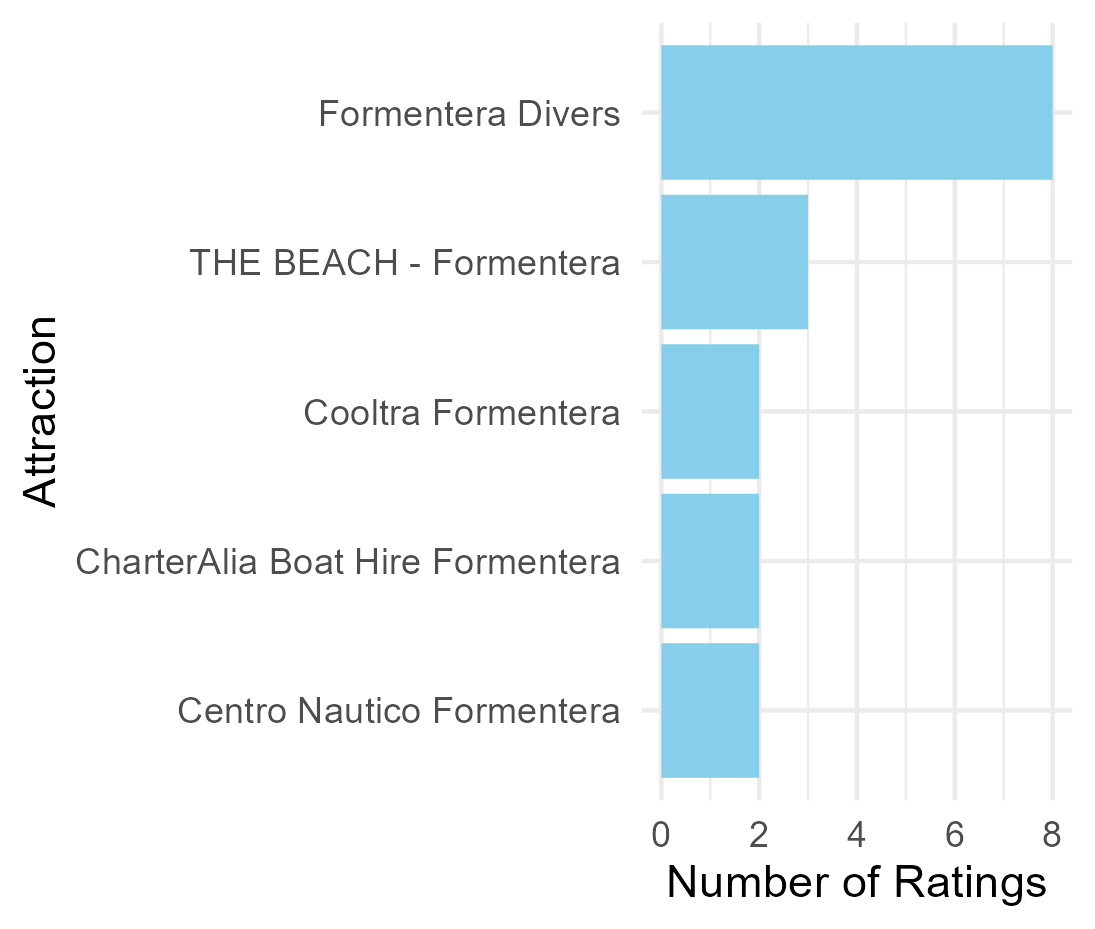 Formentera Divers
THE BEACH - Formentera
Cooltra Formentera
CharterAlia Boat Hire Formentera
Centro Nautico Formentera
Attraction
0 2 4 6 8
Number of Ratings